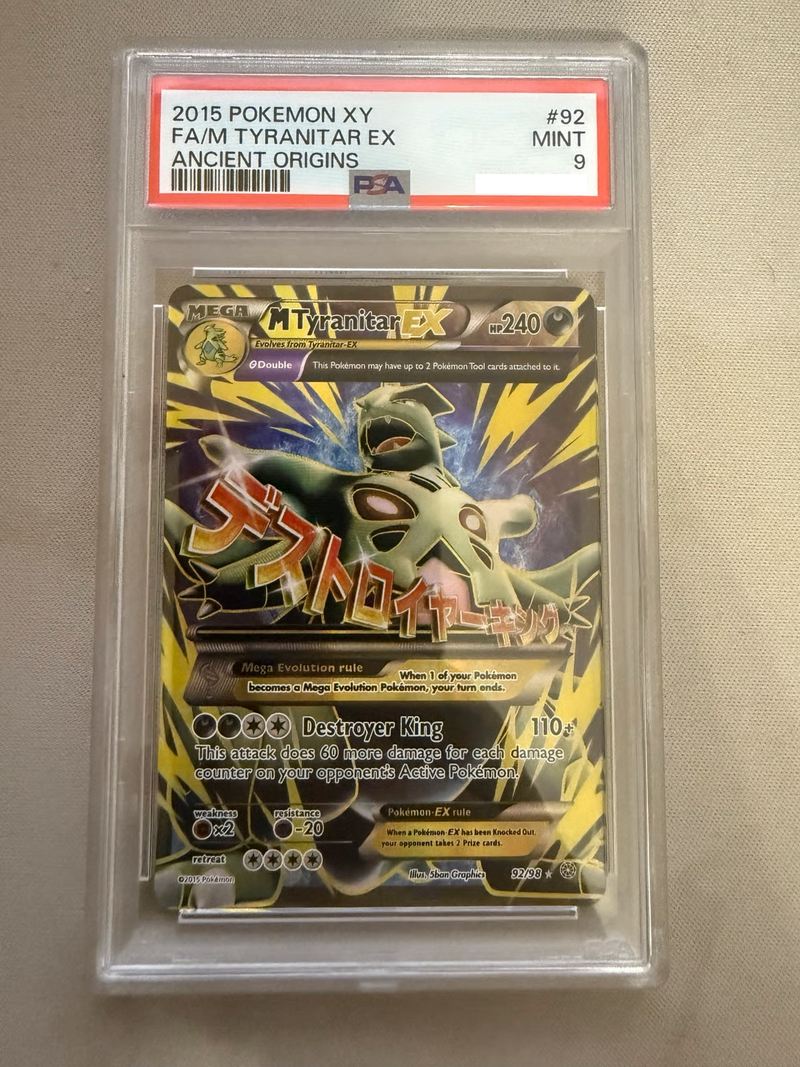 2015 POKEMON XY #92
FA/M TYRANITAR EX MINT
ANCIENT ORIGINS 9
PSA
MEGA
M Tyranitar EX HP240
Evolves from Tyranitar-EX
θDouble This Pokémon may have up to 2 Pokémon Tool cards attached to it.
デストロイヤーキング
Mega Evolution rule When 1 of your Pokémon
becomes a Mega Evolution Pokémon, your turn ends.
Destroyer King 110+
This attack does 60 more damage for each damage
counter on your opponent's Active Pokémon.
weakness resistance
x2 -20
Pokémon-EX rule
When a Pokémon-EX has been Knocked Out,
your opponent takes 2 Prize cards.
retreat
©2015 Pokémon Illus. 5ban Graphics 92/98